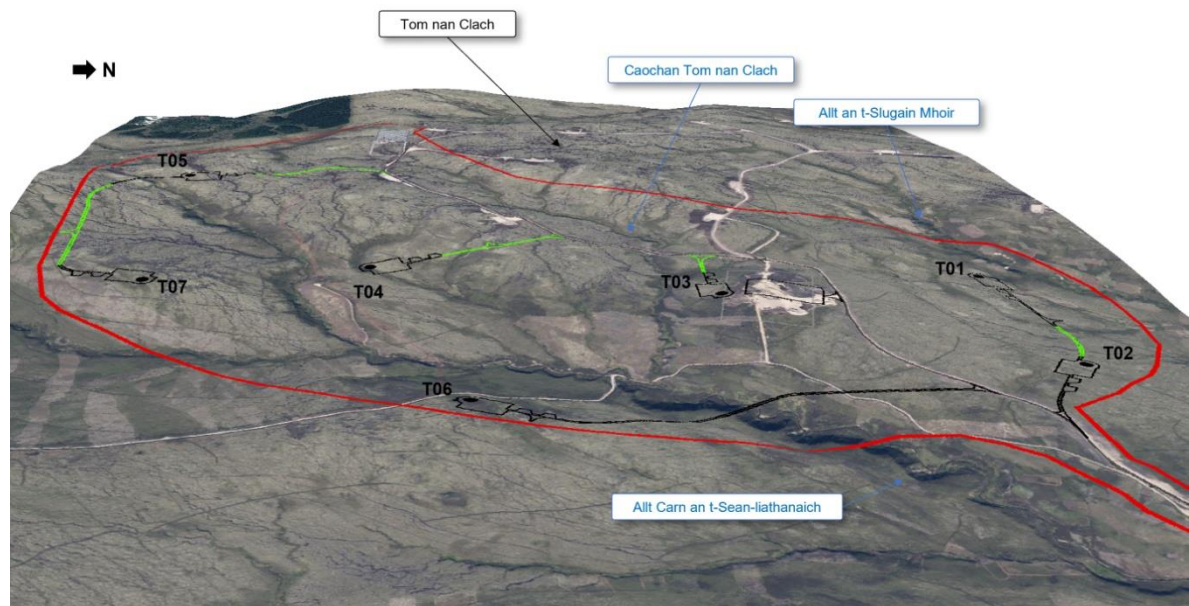 Tom nan Clach
N
Caochan Tom nan Clach
Allt an t-Slugain Mhoir
T05
T01
T07
T04
T03
T02
T06
Allt Carn an t-Sean-liathanaich